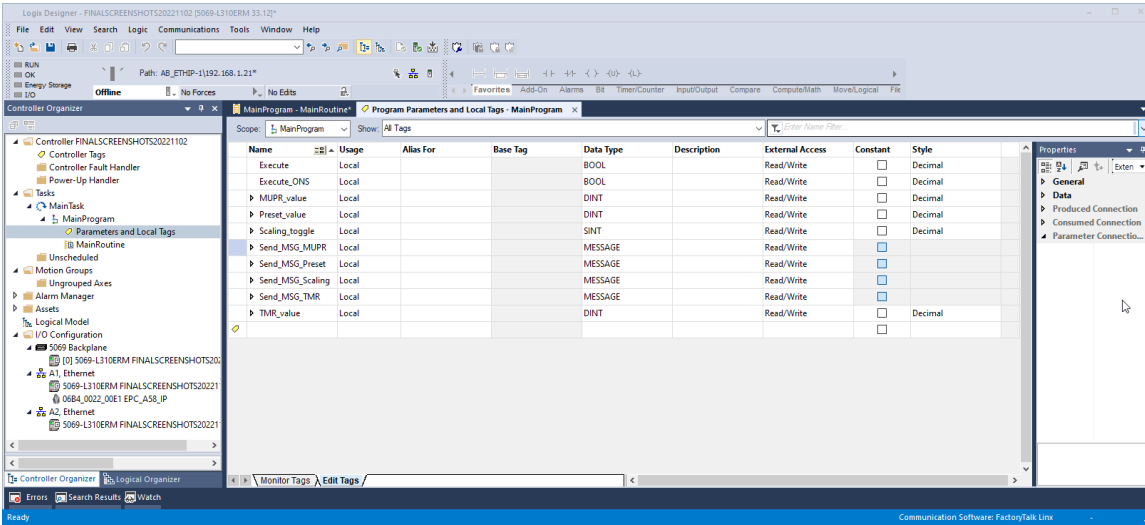 Logix Designer - FINALSCREENSHOTS20221102 [5069-L310ERM 33.12]*
File Edit View Search Logic Communications Tools Window Help
RUN
OK
Energy Storage
I/O
Path: AB_ETHIP-1\192.168.1.21*
Offline No Forces No Edits
Favorites Add-On Alarms Bit Timer/Counter Input/Output Compare Compute/Math Move/Logical File
Controller Organizer
MainProgram - MainRoutine* Program Parameters and Local Tags - MainProgram
Scope: MainProgram Show: All Tags Enter Name Filter...
Controller FINALSCREENSHOTS20221102
Controller Tags
Controller Fault Handler
Power-Up Handler
Tasks
MainTask
MainProgram
Parameters and Local Tags
MainRoutine
Unscheduled
Motion Groups
Ungrouped Axes
Alarm Manager
Assets
Logical Model
I/O Configuration
5069 Backplane
[0] 5069-L310ERM FINALSCREENSHOTS202
A1, Ethernet
5069-L310ERM FINALSCREENSHOTS20221
06B4_0022_00E1 EPC_A58_IP
A2, Ethernet
5069-L310ERM FINALSCREENSHOTS20221
Name Usage Alias For Base Tag Data Type Description External Access Constant Style
Execute Local BOOL Read/Write Decimal
Execute_ONS Local BOOL Read/Write Decimal
MUPR_value Local DINT Read/Write Decimal
Preset_value Local DINT Read/Write Decimal
Scaling_toggle Local SINT Read/Write Decimal
Send_MSG_MUPR Local MESSAGE Read/Write
Send_MSG_Preset Local MESSAGE Read/Write
Send_MSG_Scaling Local MESSAGE Read/Write
Send_MSG_TMR Local MESSAGE Read/Write
TMR_value Local DINT Read/Write Decimal
Properties
Exten
General
Data
Produced Connection
Consumed Connection
Parameter Connectio...
Controller Organizer Logical Organizer
Monitor Tags Edit Tags
Errors Search Results Watch
Ready Communication Software: FactoryTalk Linx